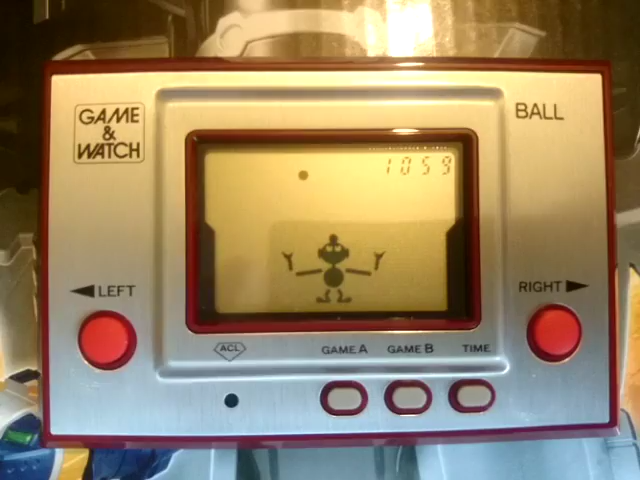 GAME
&
WATCH
BALL
1059
LEFT
RIGHT
ACL
GAME A
GAME B
TIME